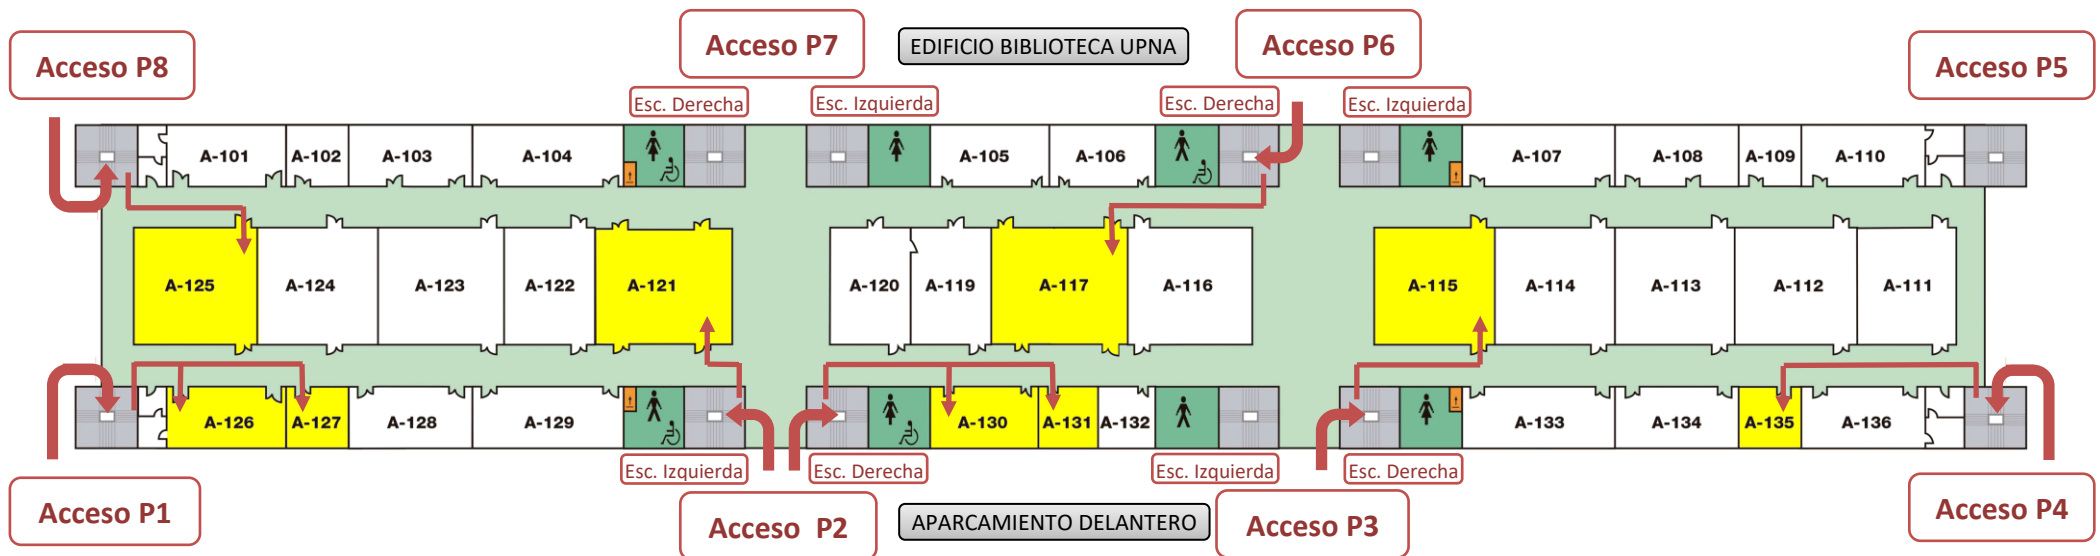 Acceso P8
Acceso P7
EDIFICIO BIBLIOTECA UPNA
Acceso P6
Acceso P5
Esc. Derecha
Esc. Izquierda
Esc. Derecha
Esc. Izquierda
A-101
A-102
A-103
A-104
A-105
A-106
A-107
A-108
A-109
A-110
A-125
A-124
A-123
A-122
A-121
A-120
A-119
A-117
A-116
A-115
A-114
A-113
A-112
A-111
A-126
A-127
A-128
A-129
A-130
A-131
A-132
A-133
A-134
A-135
A-136
Esc. Izquierda
Esc. Derecha
Esc. Izquierda
Esc. Derecha
Acceso P1
Acceso P2
APARCAMIENTO DELANTERO
Acceso P3
Acceso P4